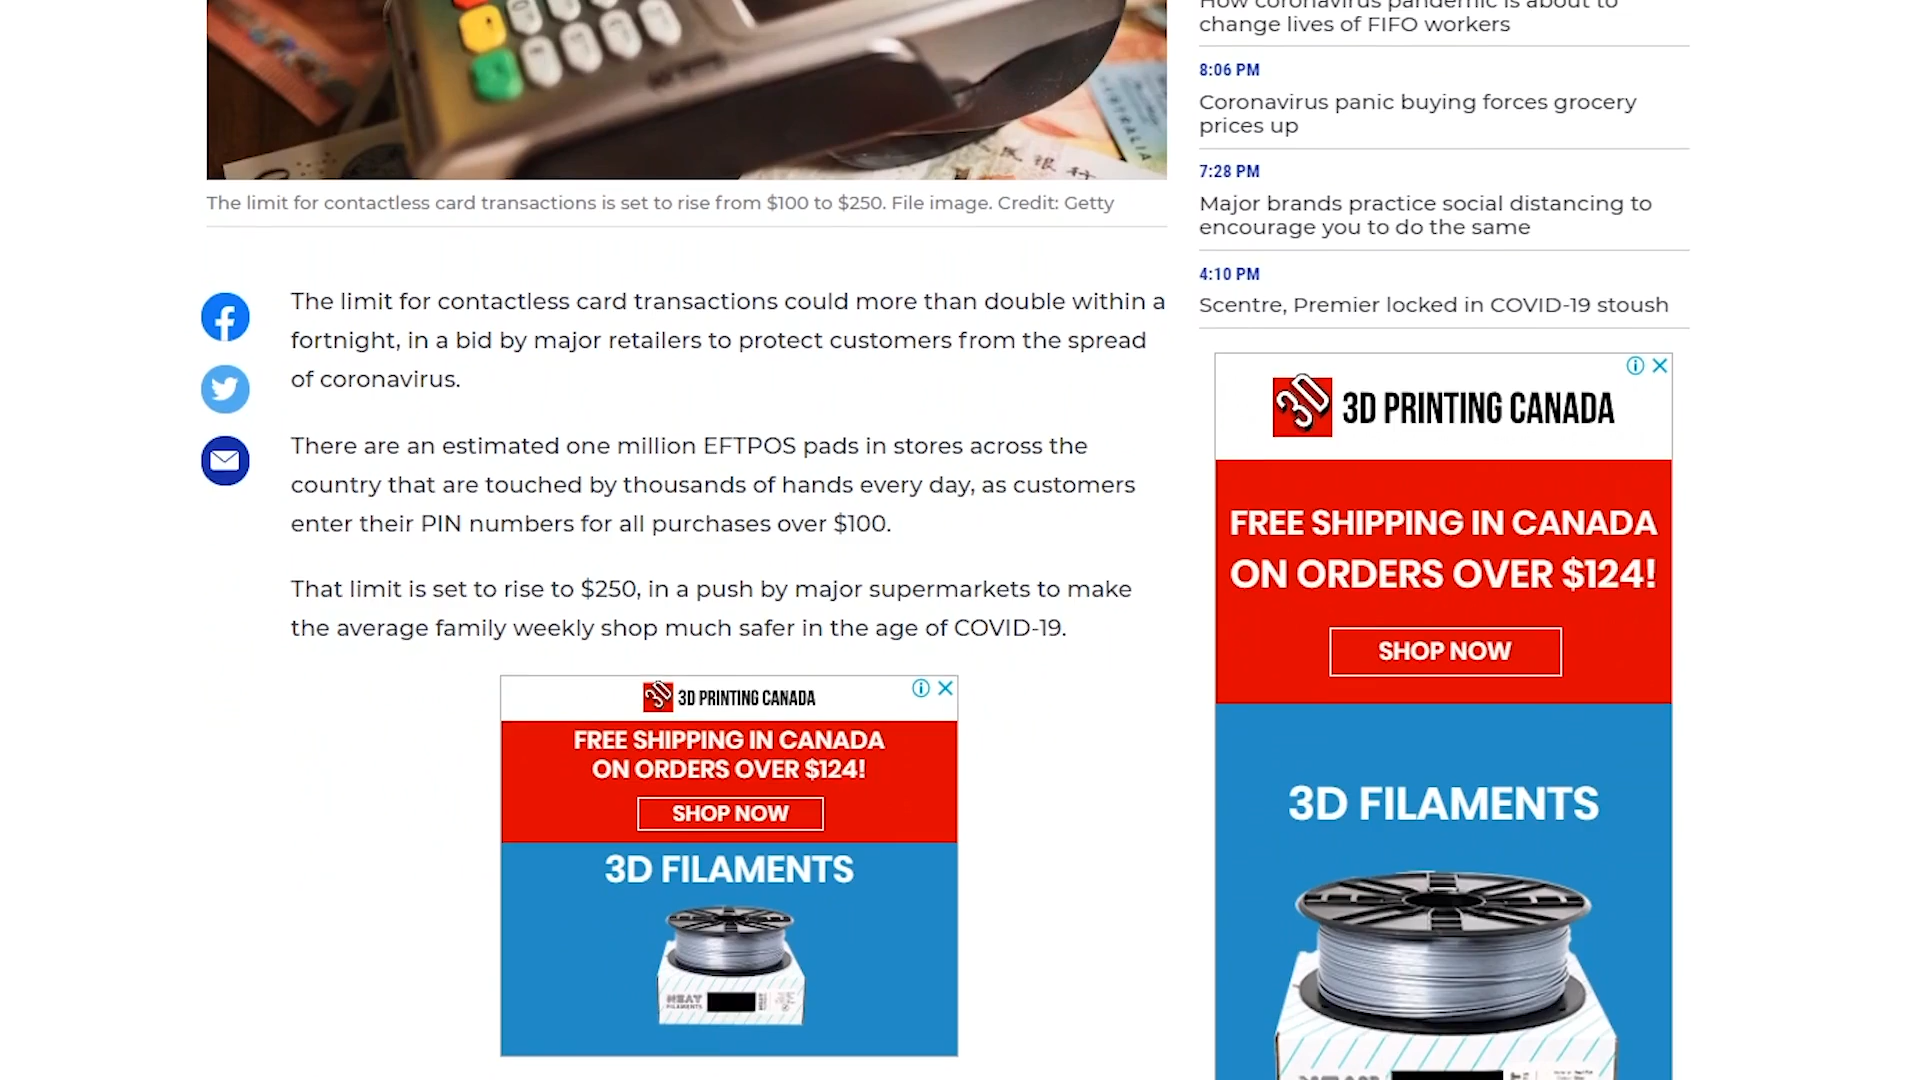 The limit for contactless card transactions is set to rise from $100 to $250. File image. Credit: Getty
The limit for contactless card transactions could more than double within a
fortnight, in a bid by major retailers to protect customers from the spread
of coronavirus.
There are an estimated one million EFTPOS pads in stores across the
country that are touched by thousands of hands every day, as customers
enter their PIN numbers for all purchases over $100.
That limit is set to rise to $250, in a push by major supermarkets to make
the average family weekly shop much safer in the age of COVID-19.
3D
3D PRINTING CANADA
FREE SHIPPING IN CANADA
ON ORDERS OVER $124!
SHOP NOW
3D FILAMENTS
NEAT
FILAMENTS
How coronavirus pandemic is about to
change lives of FIFO workers
8:06 PM
Coronavirus panic buying forces grocery
prices up
7:28 PM
Major brands practice social distancing to
encourage you to do the same
4:10 PM
Scentre, Premier locked in COVID-19 stoush
3D
3D PRINTING CANADA
FREE SHIPPING IN CANADA
ON ORDERS OVER $124!
SHOP NOW
3D FILAMENTS